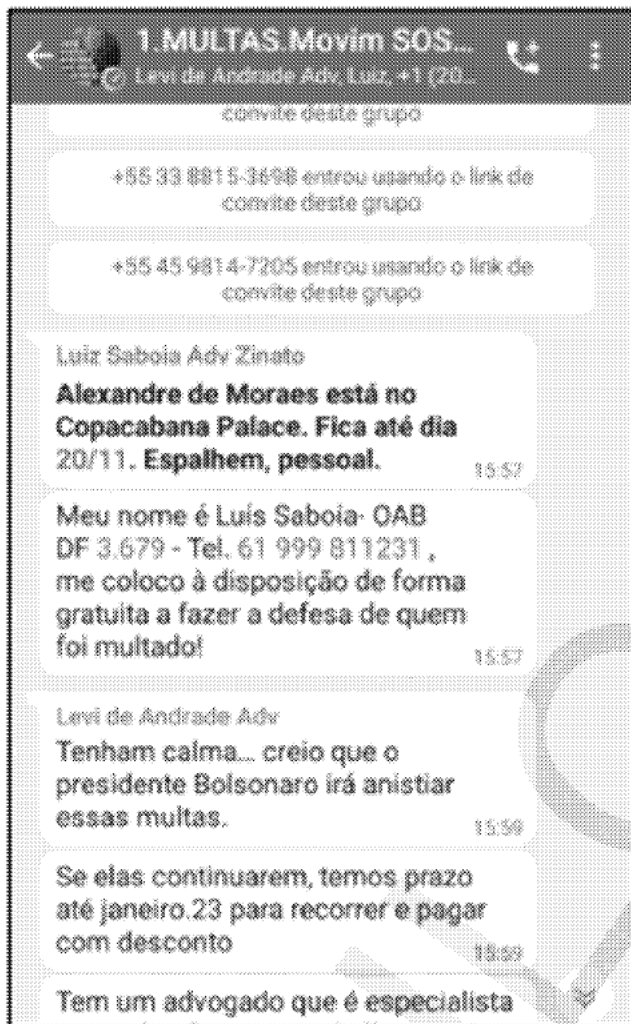 1.MULTAS.Movim SOS...
Levi de Andrade Adv, Luiz, +1 (20...
convite deste grupo
+55 33 8815-3698 entrou usando o link de
convite deste grupo
+55 45 9814-7205 entrou usando o link de
convite deste grupo
Luiz Saboia Adv Zinato
Alexandre de Moraes está no
Copacabana Palace. Fica até dia
20/11. Espalhem, pessoal.
15:57
Meu nome é Luís Saboia- OAB
DF 3.679 - Tel. 61 999 811231 ,
me coloco à disposição de forma
gratuita a fazer a defesa de quem
foi multado!
15:57
Levi de Andrade Adv
Tenham calma... creio que o
presidente Bolsonaro irá anistiar
essas multas.
15:59
Se elas continuarem, temos prazo
até janeiro.23 para recorrer e pagar
com desconto
15:59
Tem um advogado que é especialista